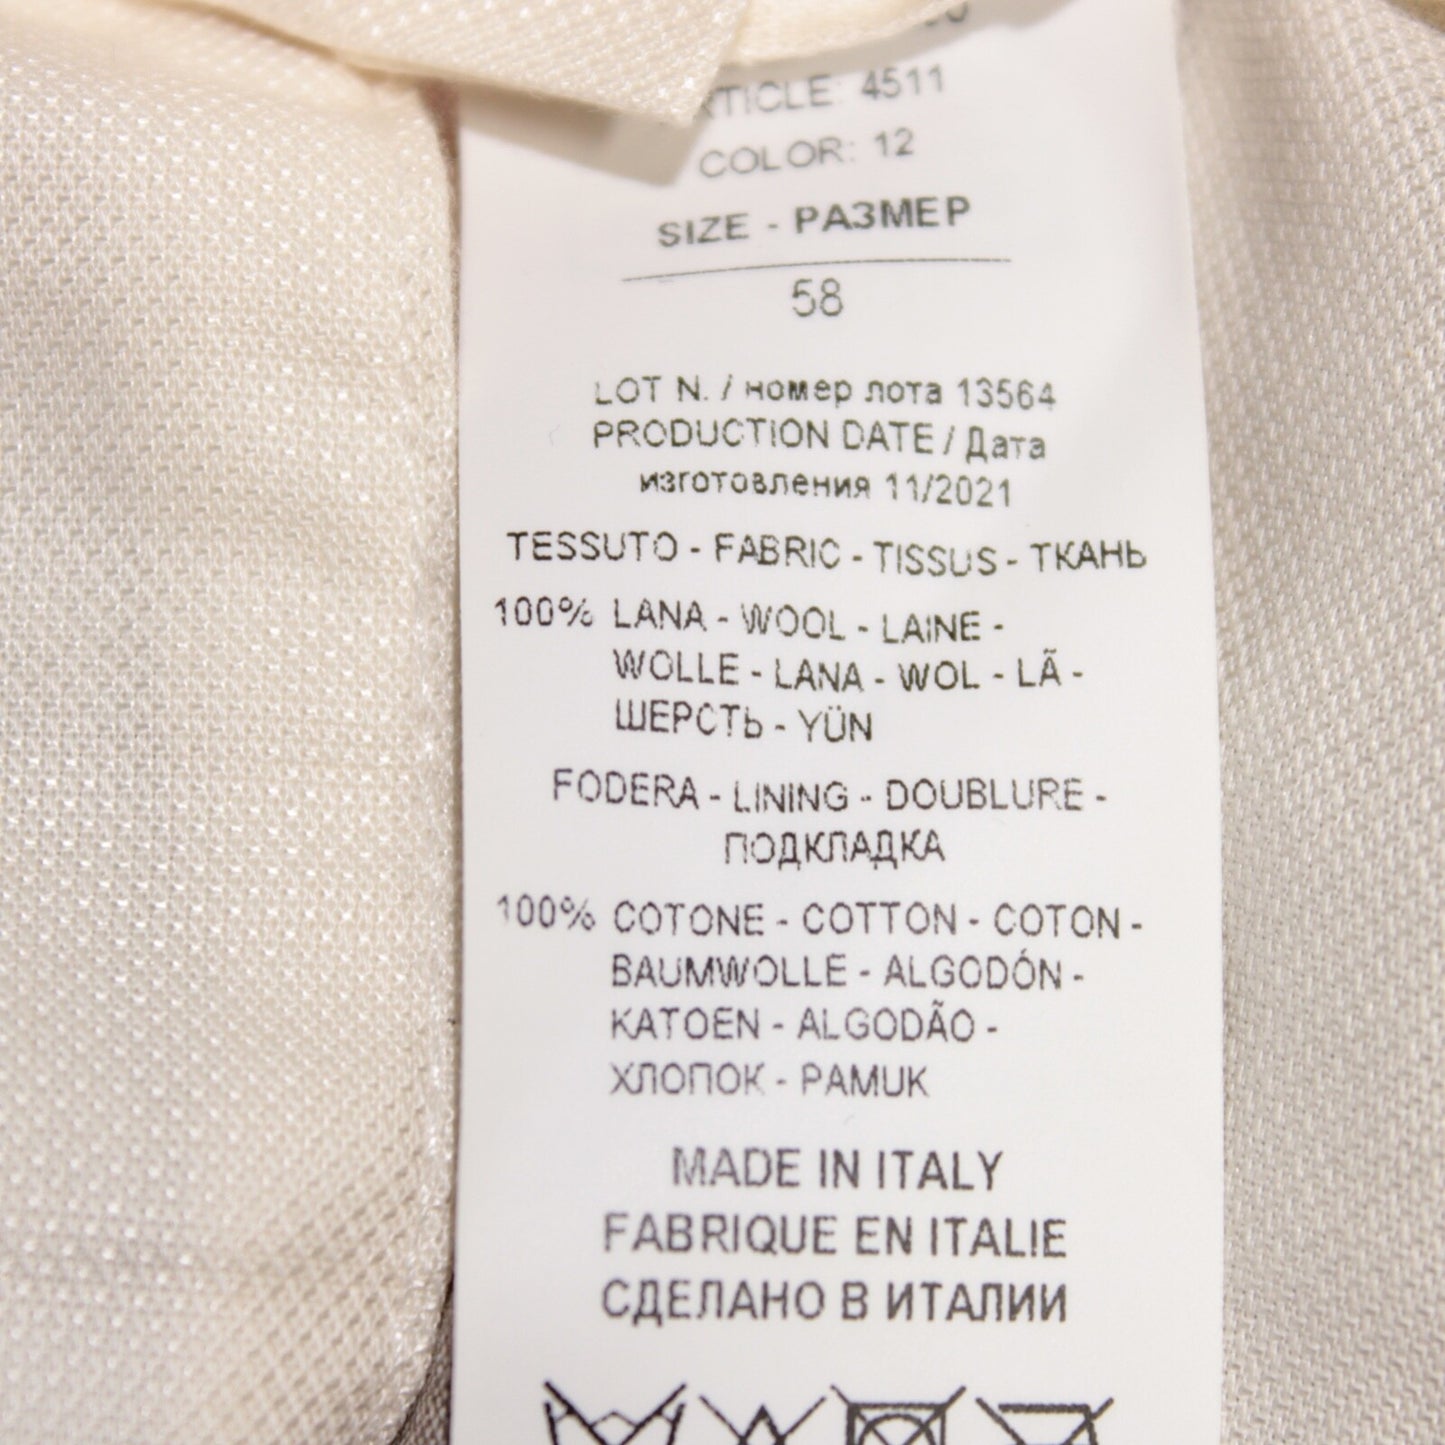 ARTICLE: 4511
COLOR: 12
SIZE - РАЗМЕР
58
LOT N. / номер лота 13564
PRODUCTION DATE / Дата
изготовления 11/2021
TESSUTO - FABRIC - TISSUS - ТКАНЬ
100% LANA - WOOL - LAINE -
WOLLE - LANA - WOL - LÃ -
ШЕРСТЬ - YÜN
FODERA - LINING - DOUBLURE -
ПОДКЛАДКА
100% COTONE - COTTON - COTON -
BAUMWOLLE - ALGODÓN -
KATOEN - ALGODÃO -
ХЛОПОК - PAMUK
MADE IN ITALY
FABRIQUE EN ITALIE
СДЕЛАНО В ИТАЛИИ